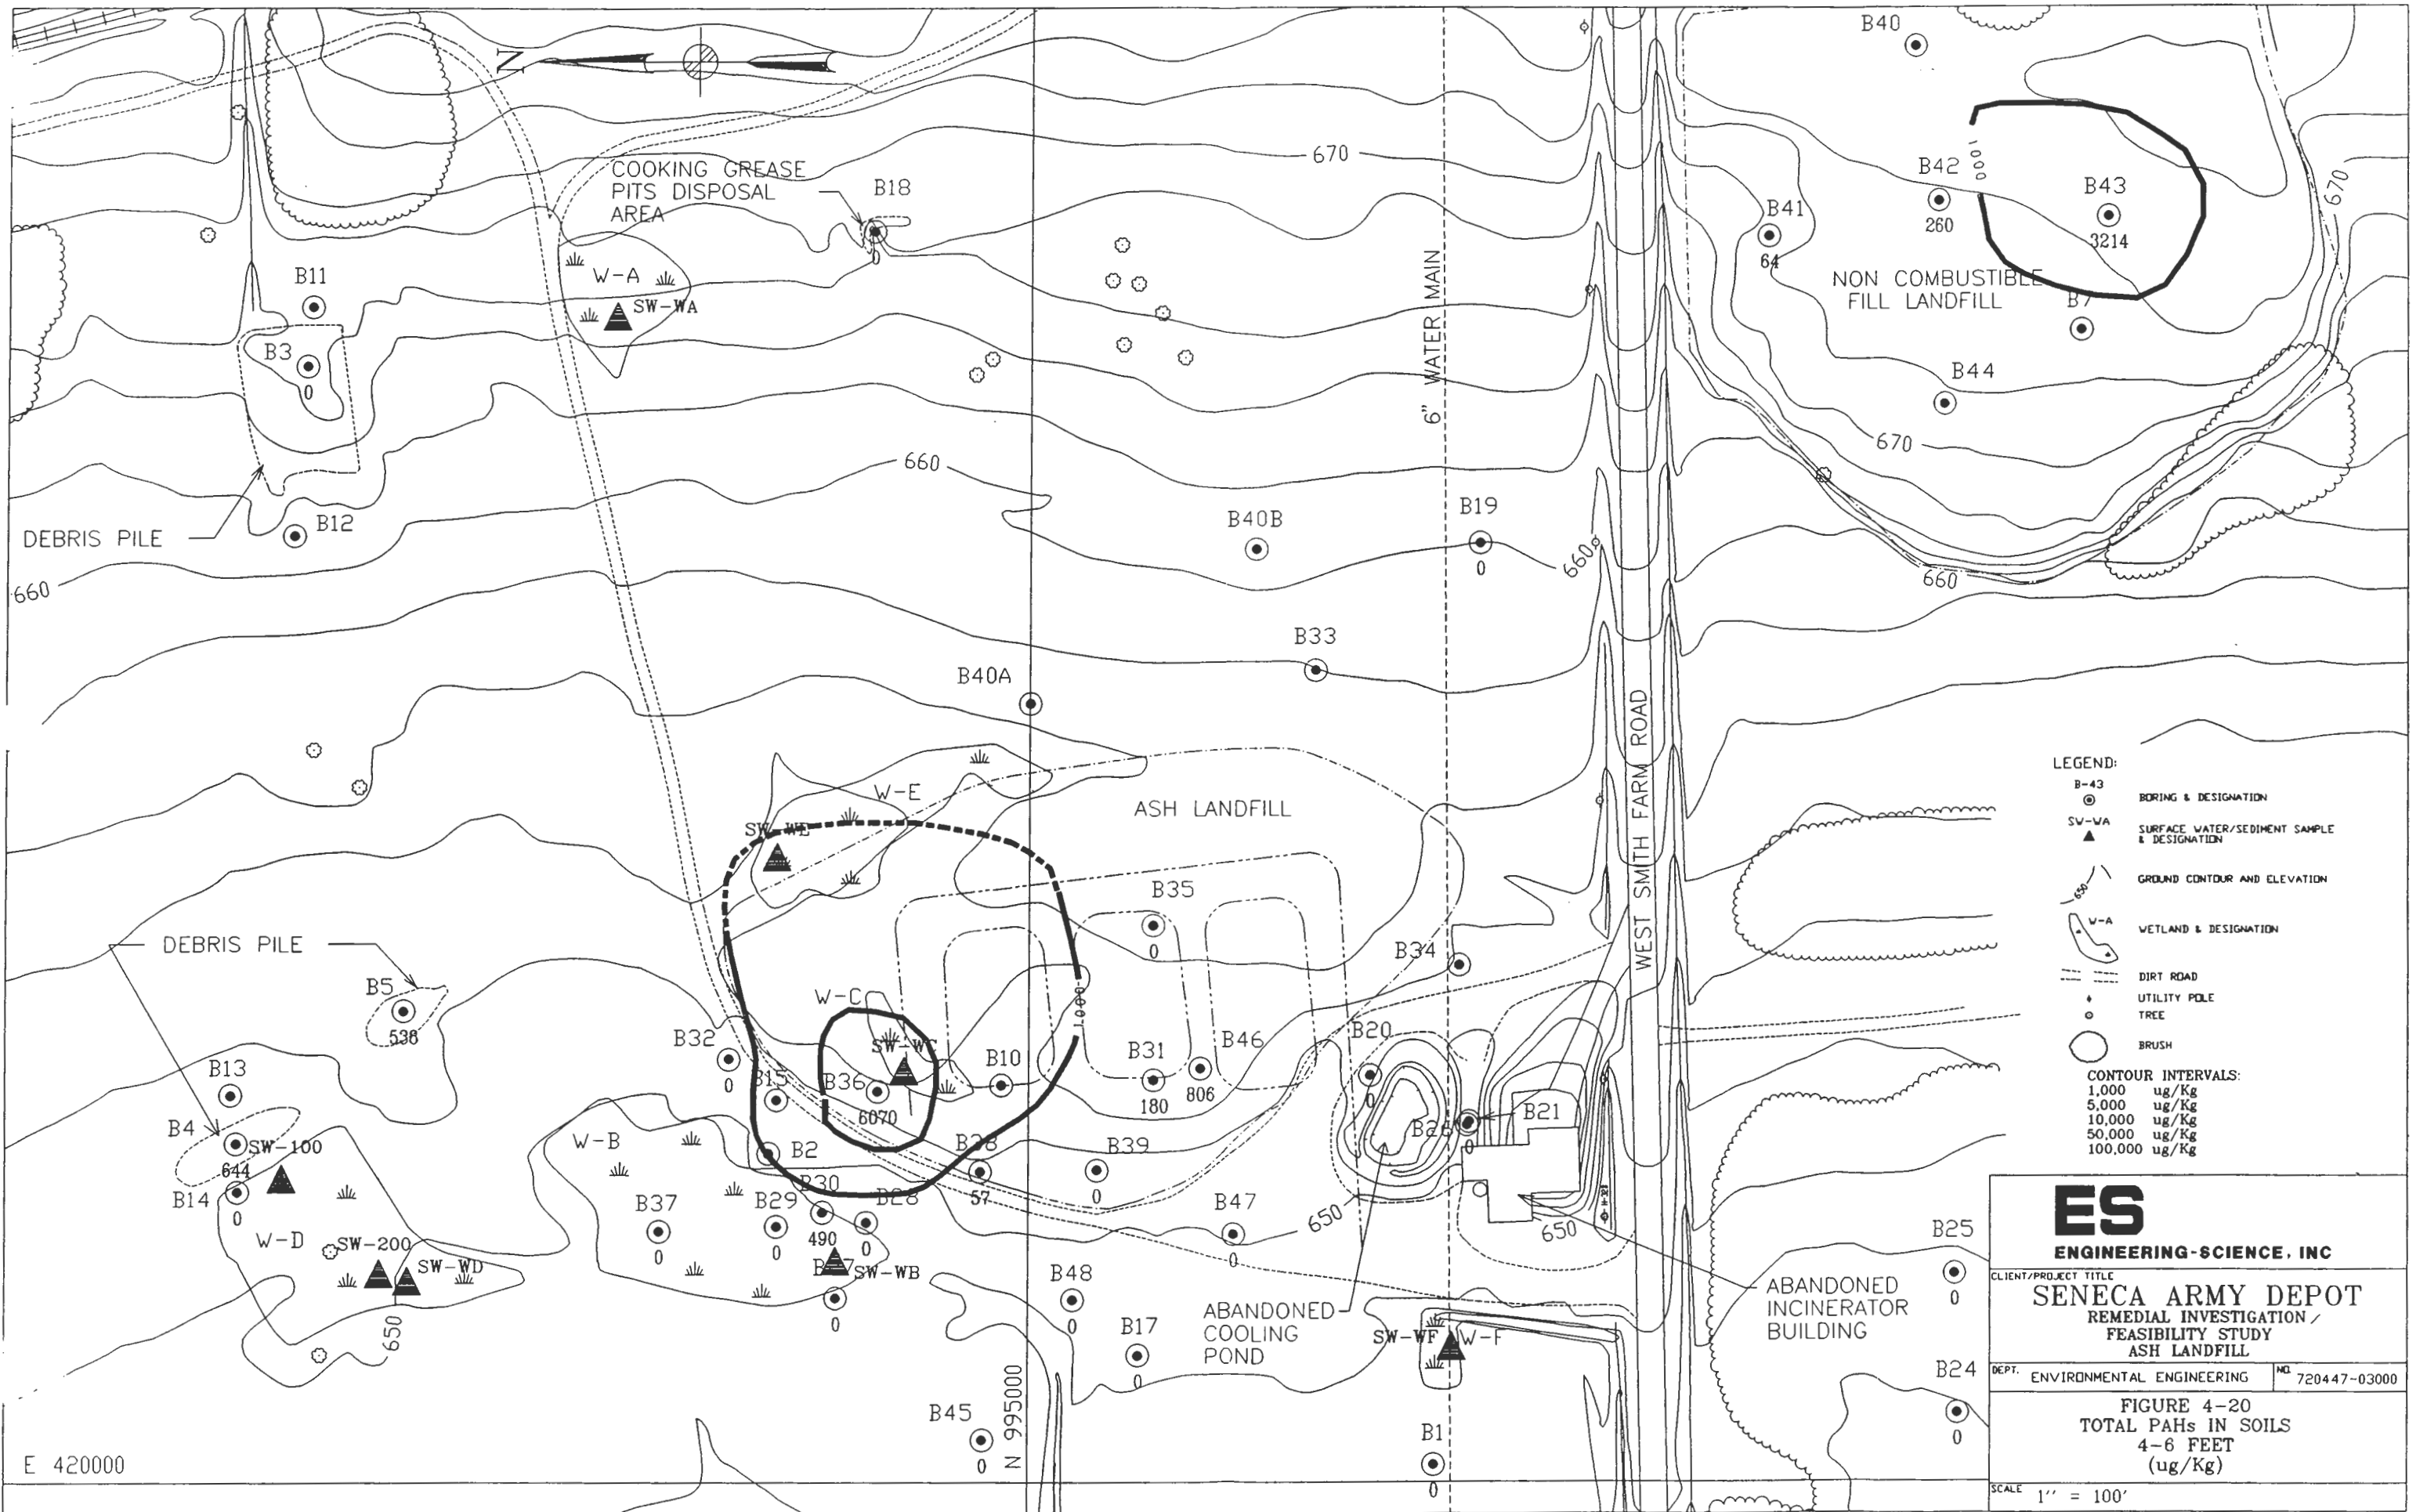 B40
N
COOKING GREASE
PITS DISPOSAL
AREA
B18
0
670
W-A
SW-WA
B11
B3
0
DEBRIS PILE
B12
660
660
6" WATER MAIN
B41
64
B42
260
1000
B43
3214
670
NON COMBUSTIBLE
FILL LANDFILL
B7
B44
670
B40B
B19
0
660
660
B33
B40A
WEST SMITH FARM ROAD
W-E
SW-WE
ASH LANDFILL
B35
0
B34
DEBRIS PILE
B5
538
W-C
SW-WC
1000
B32
0
B15
B36
6070
B10
B31
180
B46
806
B20
0
B21
B26
0
B13
B4
644
SW-100
B14
0
W-D
SW-200
SW-WD
650
W-B
B2
B30
490
B28
0
B38
57
B39
0
B37
0
B29
0
SW-WB
0
B47
0
650
650
B48
0
B17
0
ABANDONED
COOLING
POND
SW-WF
W-F
ABANDONED
INCINERATOR
BUILDING
B25
0
B24
0
B45
0
N 995000
B1
0
E 420000
LEGEND:
B-43
BORING & DESIGNATION
SW-WA
SURFACE WATER/SEDIMENT SAMPLE
& DESIGNATION
650
GROUND CONTOUR AND ELEVATION
W-A
WETLAND & DESIGNATION
DIRT ROAD
UTILITY POLE
TREE
BRUSH
CONTOUR INTERVALS:
1,000 ug/Kg
5,000 ug/Kg
10,000 ug/Kg
50,000 ug/Kg
100,000 ug/Kg
ES
ENGINEERING-SCIENCE, INC
CLIENT/PROJECT TITLE
SENECA ARMY DEPOT
REMEDIAL INVESTIGATION/
FEASIBILITY STUDY
ASH LANDFILL
DEPT. ENVIRONMENTAL ENGINEERING NO. 720447-03000
FIGURE 4-20
TOTAL PAHs IN SOILS
4-6 FEET
(ug/Kg)
SCALE 1'' = 100'